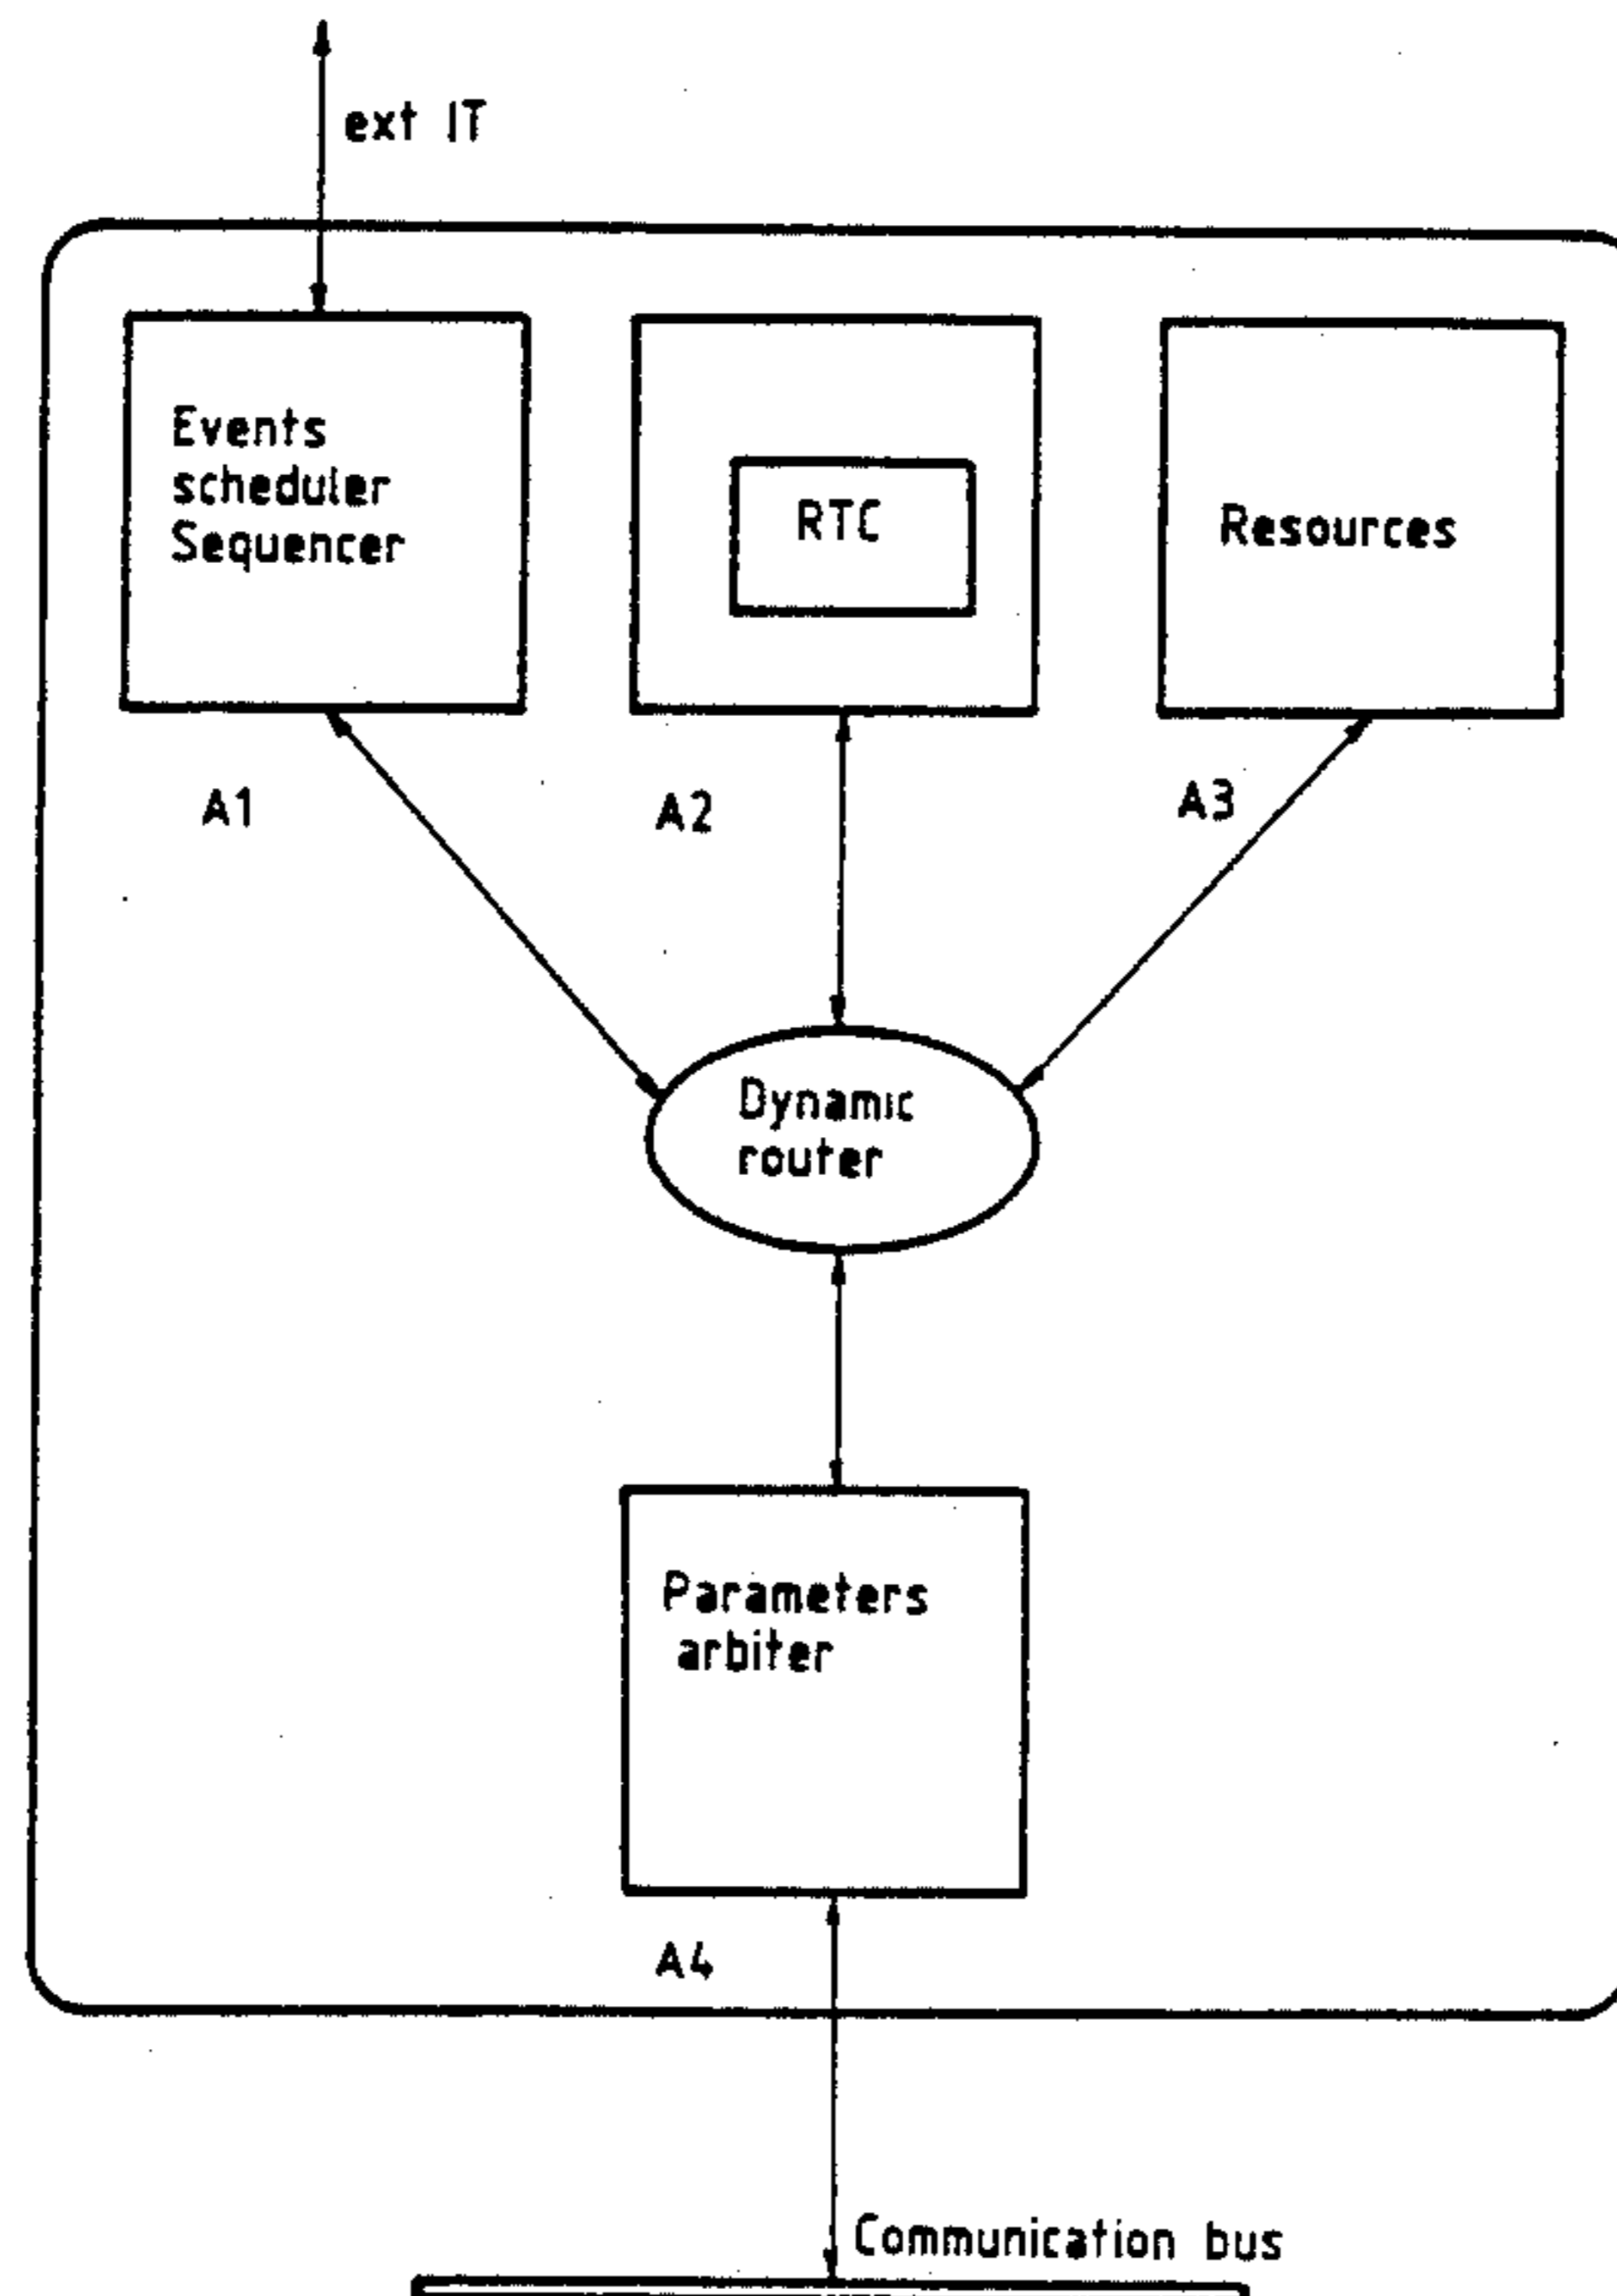 ext IT
Events
scheduler
Sequencer
RTC
Resources
A1
A2
A3
Dynamic
router
Parameters
arbiter
A4
Communication bus